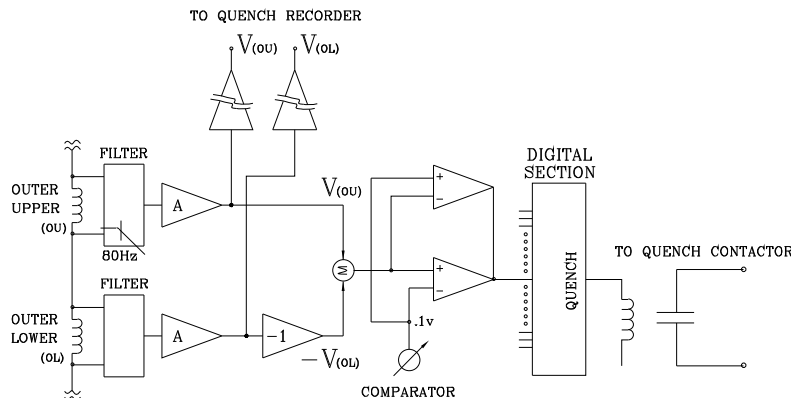 TO QUENCH RECORDER
V(OU)
V(OL)
FILTER
OUTER
UPPER
(OU)
A
80Hz
V(OU)
DIGITAL
SECTION
+
−
QUENCH
TO QUENCH CONTACTOR
M
+
−
FILTER
OUTER
LOWER
(OL)
A
−1
−V(OL)
.1v
COMPARATOR